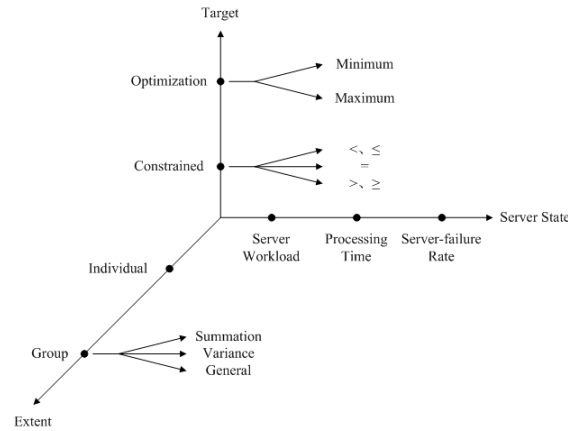 Target
Optimization
Minimum
Maximum
Constrained
<、≤
=
>、≥
Server State
Server
Workload
Processing
Time
Server-failure
Rate
Individual
Group
Summation
Variance
General
Extent